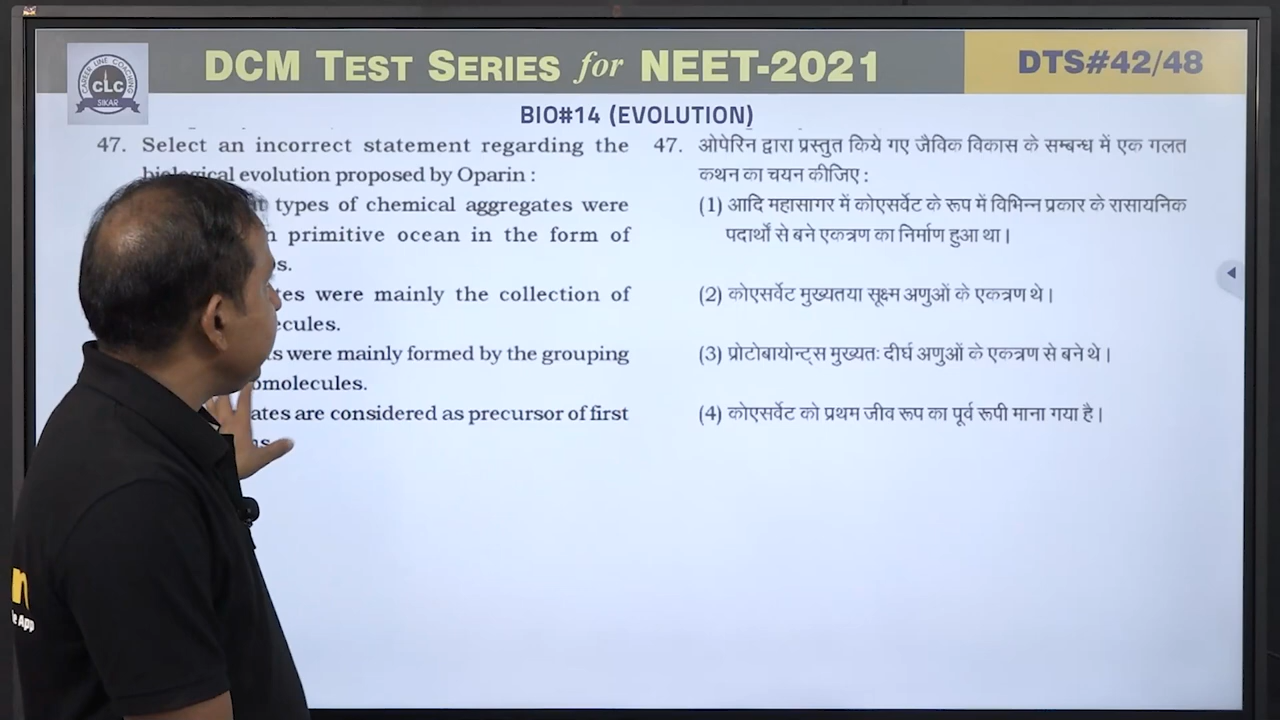 DCM TEST SERIES for NEET-2021
DTS#42/48
CAREER LINE COACHING
CLC
SIKAR
BIO#14 (EVOLUTION)
47. Select an incorrect statement regarding the
biological evolution proposed by Oparin :
types of chemical aggregates were
primitive ocean in the form of
were mainly the collection of
were mainly formed by the grouping
are considered as precursor of first
47. ओपेरिन द्वारा प्रस्तुत किये गए जैविक विकास के सम्बन्ध में एक गलत
कथन का चयन कीजिए :
(1) आदि महासागर में कोएसर्वेट के रूप में विभिन्न प्रकार के रासायनिक
पदार्थों से बने एकत्रण का निर्माण हुआ था।
(2) कोएसर्वेट मुख्यतया सूक्ष्म अणुओं के एकत्रण थे।
(3) प्रोटोबायोन्ट्स मुख्यतः दीर्घ अणुओं के एकत्रण से बने थे।
(4) कोएसर्वेट को प्रथम जीव रूप का पूर्व रूपी माना गया है।
App